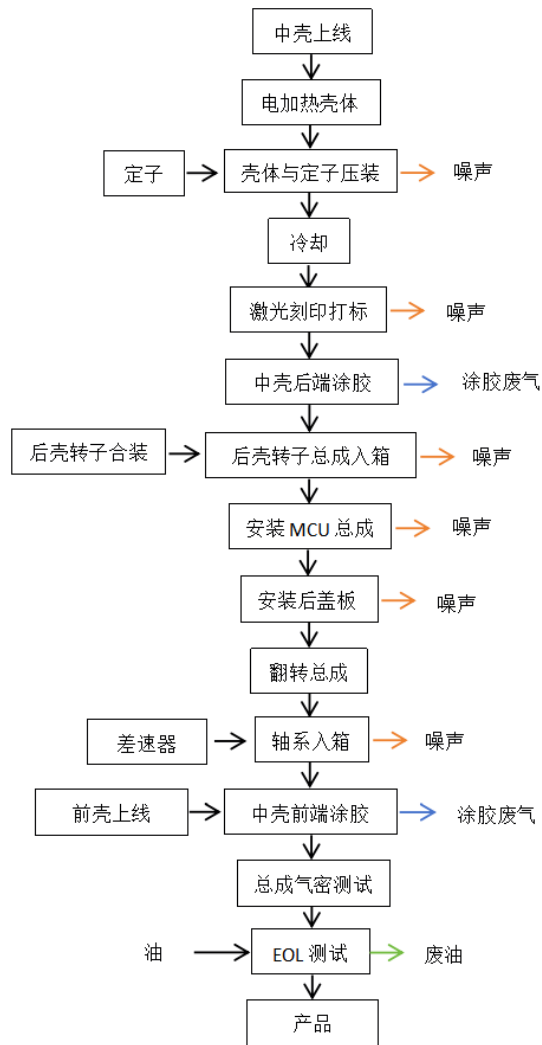 中壳上线
电加热壳体
定子 壳体与定子压装 噪声
冷却
激光刻印打标 噪声
中壳后端涂胶 涂胶废气
后壳转子合装 后壳转子总成入箱 噪声
安装 MCU 总成 噪声
安装后盖板 噪声
翻转总成
差速器 轴系入箱 噪声
前壳上线 中壳前端涂胶 涂胶废气
总成气密测试
油 EOL 测试 废油
产品